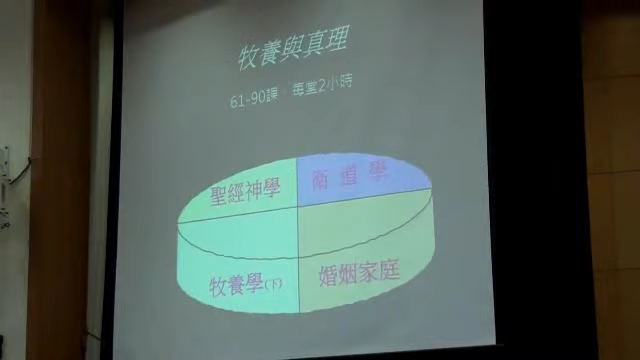 牧養與真理
61-90課，每堂2小時
聖經神學
道學
牧養學(下)
婚姻家庭